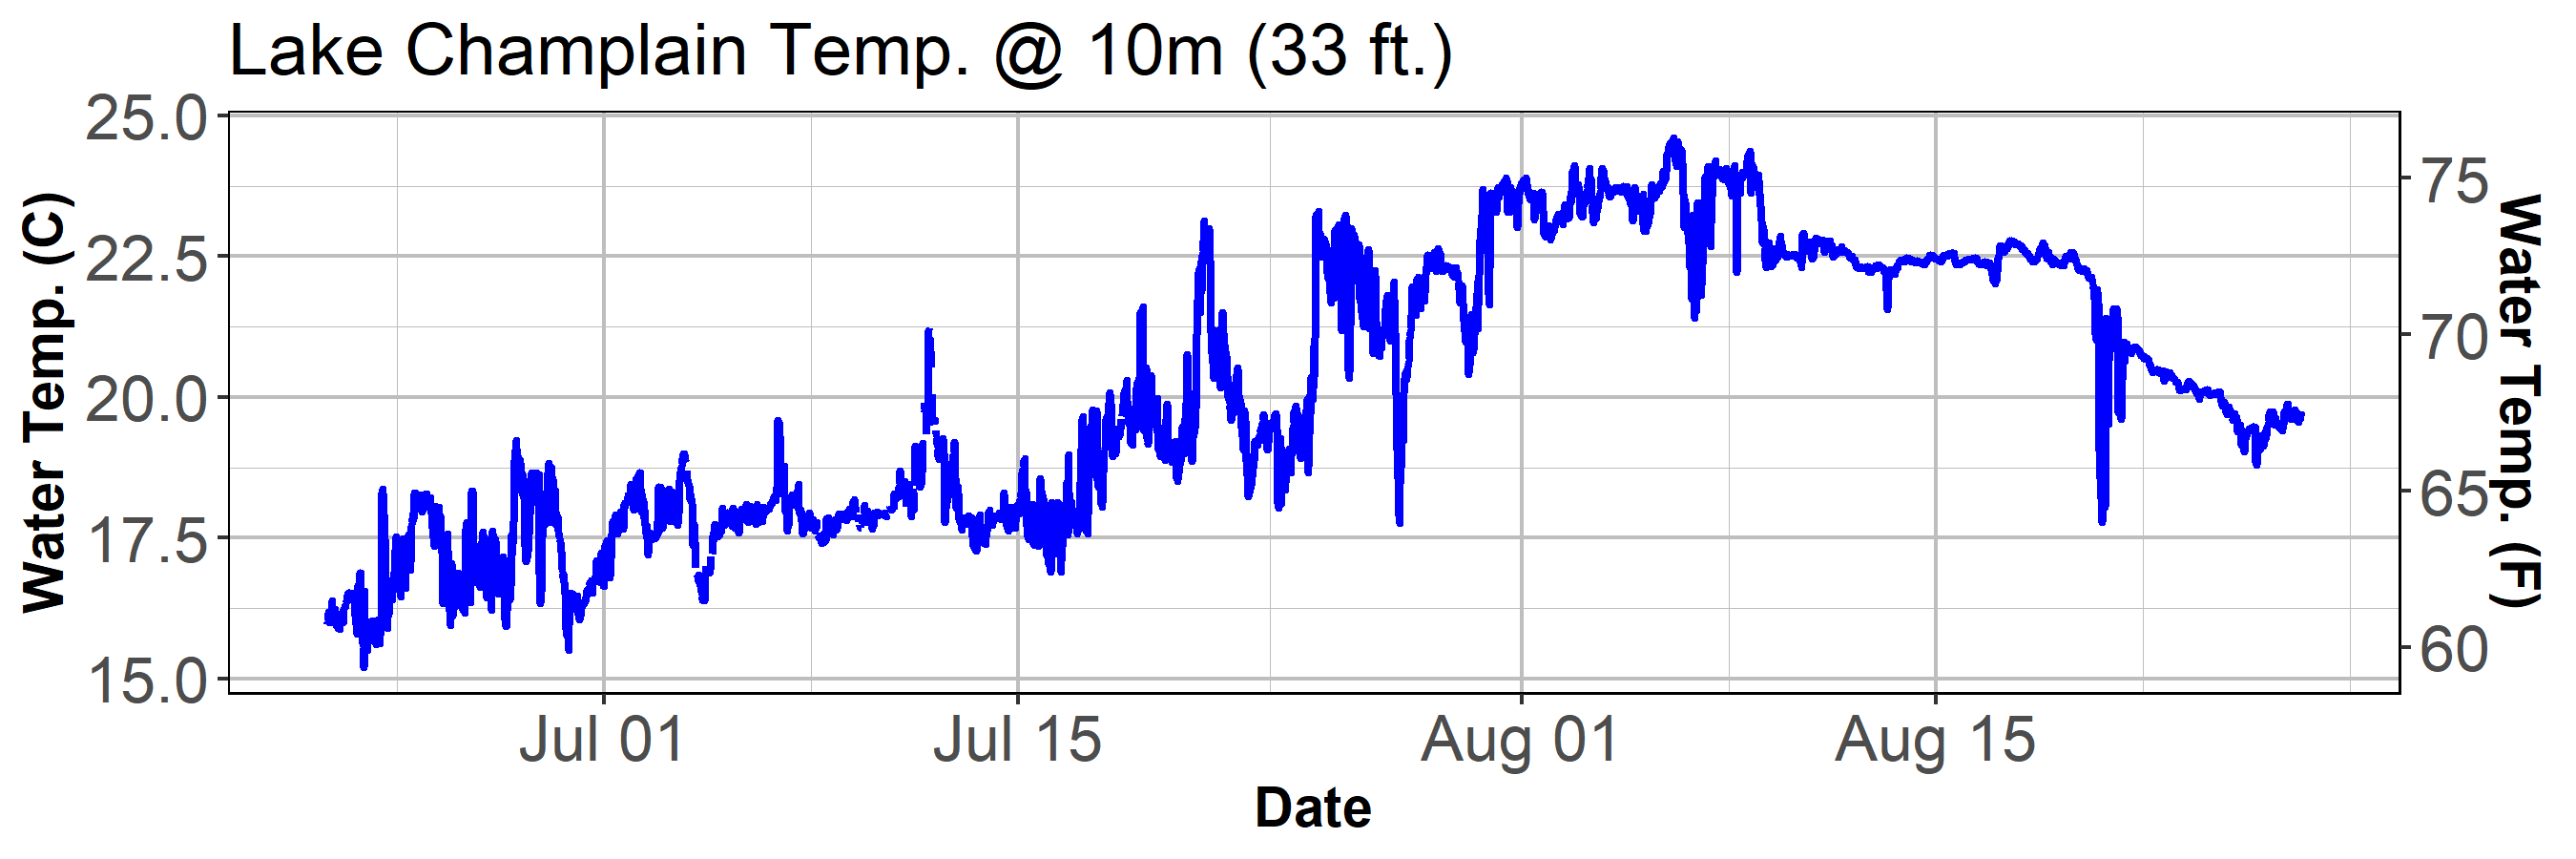 Lake Champlain Temp. @ 10m (33 ft.)
25.0
22.5
20.0
17.5
15.0
Water Temp. (C)
75
70
65
60
Water Temp. (F)
Jul 01
Jul 15
Aug 01
Aug 15
Date